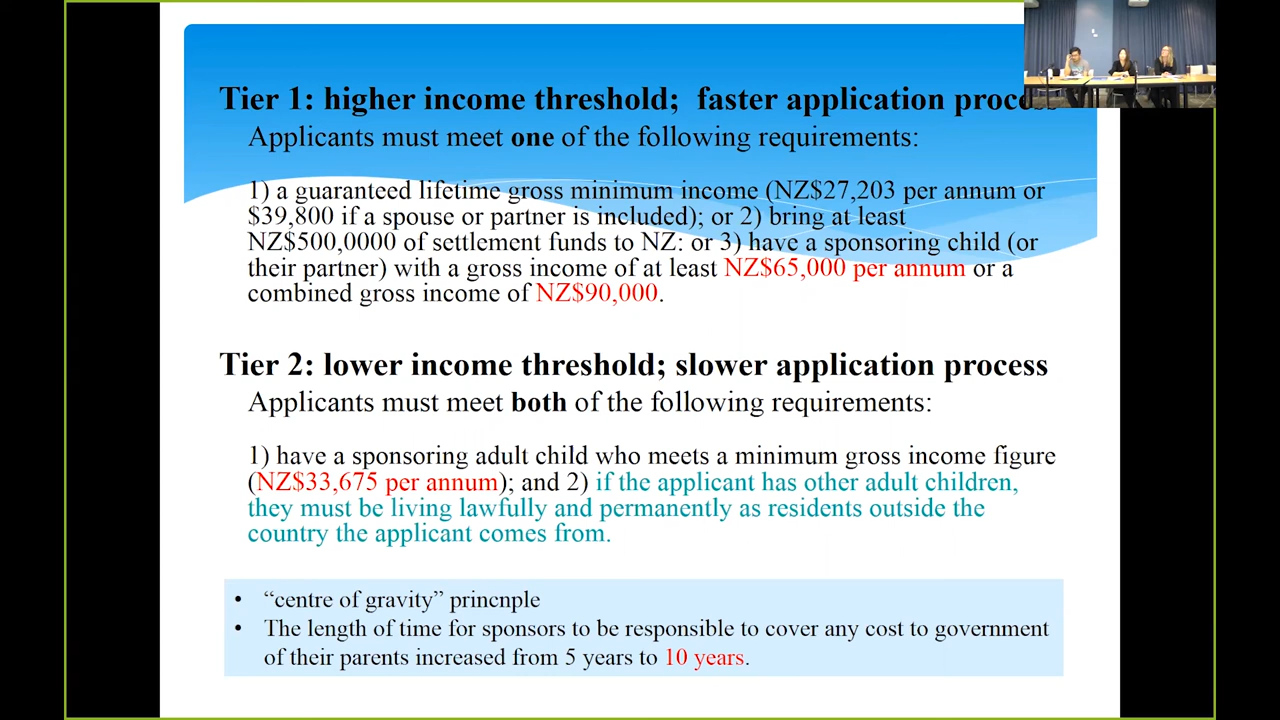 Tier 1: higher income threshold; faster application proce
Applicants must meet one of the following requirements:
1) a guaranteed lifetime gross minimum income (NZ$27,203 per annum or
$39,800 if a spouse or partner is included); or 2) bring at least
NZ$500,0000 of settlement funds to NZ: or 3) have a sponsoring child (or
their partner) with a gross income of at least NZ$65,000 per annum or a
combined gross income of NZ$90,000.
Tier 2: lower income threshold; slower application process
Applicants must meet both of the following requirements:
1) have a sponsoring adult child who meets a minimum gross income figure
(NZ$33,675 per annum); and 2) if the applicant has other adult children,
they must be living lawfully and permanently as residents outside the
country the applicant comes from.
• “centre of gravity” princnple
• The length of time for sponsors to be responsible to cover any cost to government
of their parents increased from 5 years to 10 years.